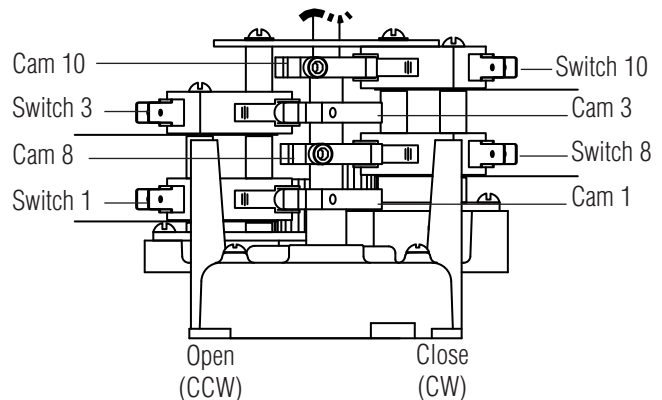 Cam 10
Switch 10
Switch 3
Cam 3
Cam 8
Switch 8
Switch 1
Cam 1
Open
(CCW)
Close
(CW)